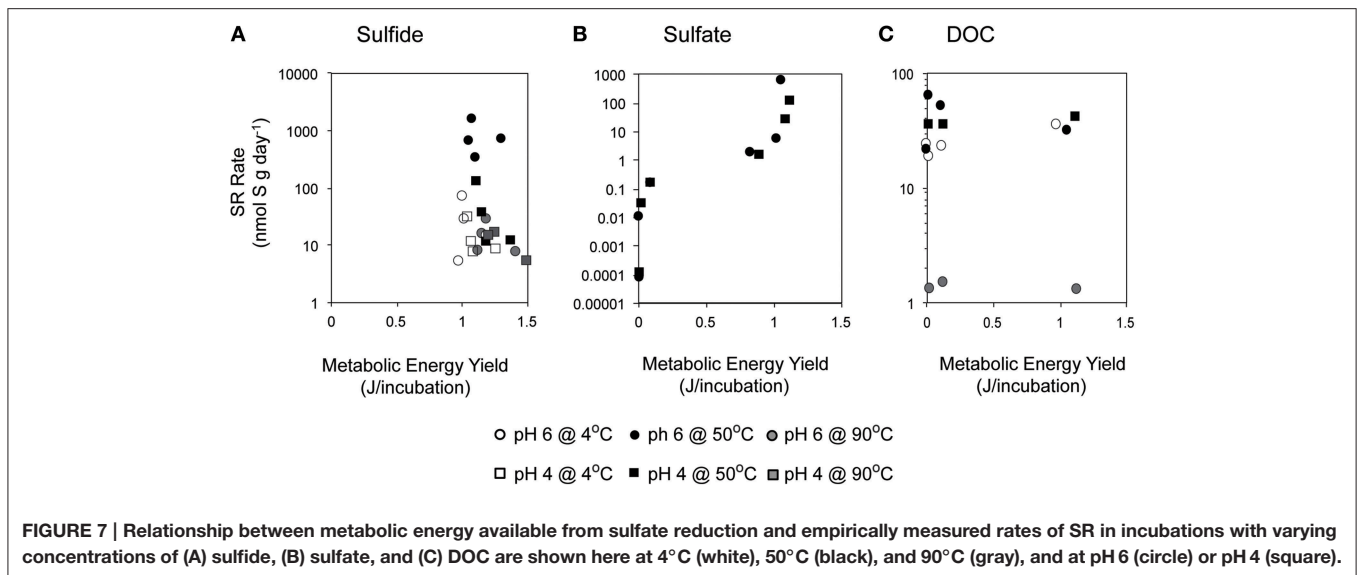 A Sulfide
B Sulfate
C DOC
SR Rate
(nmol S g day-1)
10000
1000
100
10
1
0
0.5
1
1.5
Metabolic Energy Yield
(J/incubation)
1000
100
10
1
0.1
0.01
0.001
0.0001
0.00001
0
0.5
1
1.5
Metabolic Energy Yield
(J/incubation)
100
10
1
0
0.5
1
1.5
Metabolic Energy Yield
(J/incubation)
pH 6 @ 4°C ph 6 @ 50°C pH 6 @ 90°C
pH 4 @ 4°C pH 4 @ 50°C pH 4 @ 90°C
FIGURE 7 | Relationship between metabolic energy available from sulfate reduction and empirically measured rates of SR in incubations with varying
concentrations of (A) sulfide, (B) sulfate, and (C) DOC are shown here at 4°C (white), 50°C (black), and 90°C (gray), and at pH 6 (circle) or pH 4 (square).